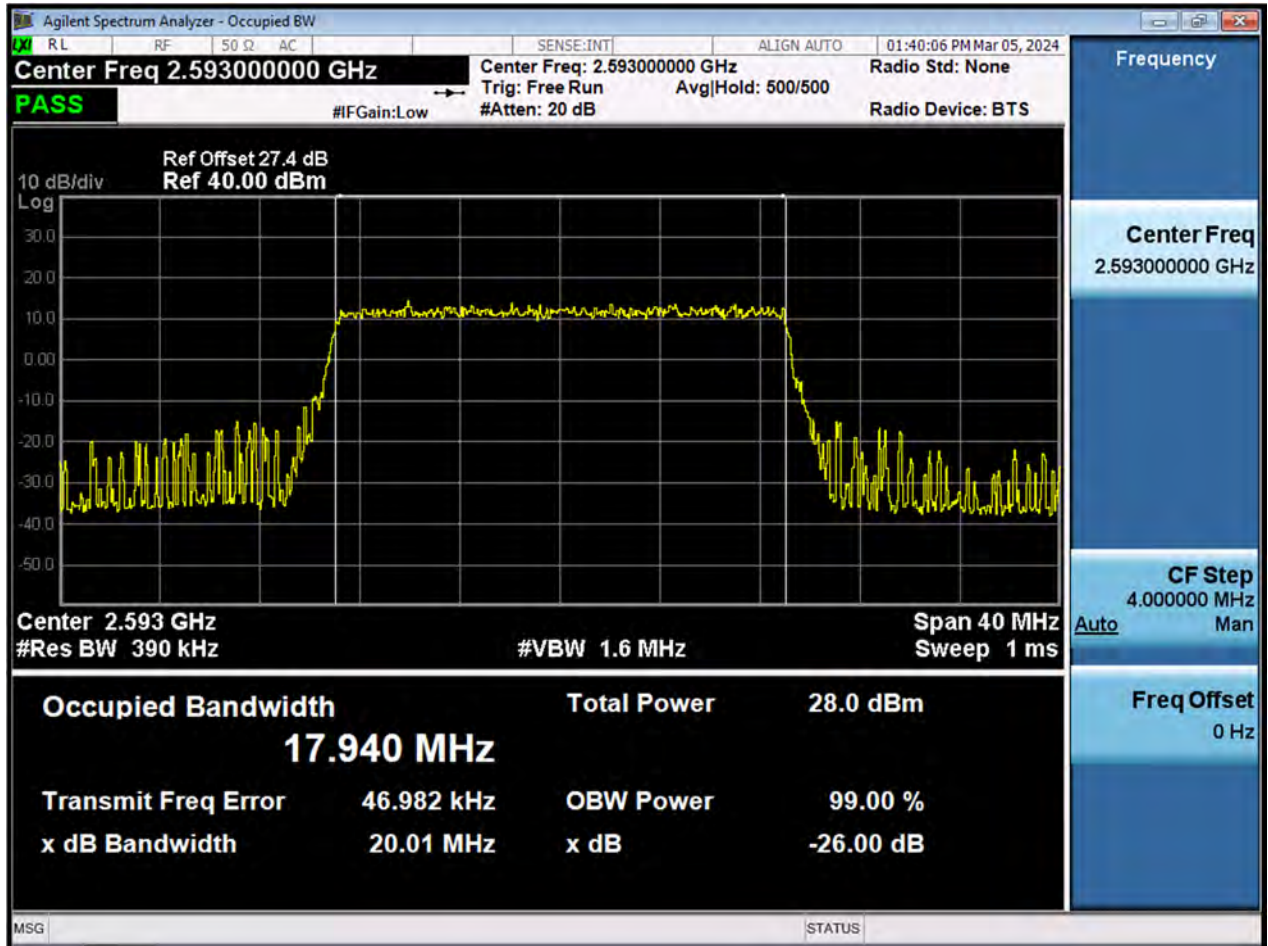 Agilent Spectrum Analyzer - Occupied BW
LXI RL RF 50 Ω AC SENSE:INT ALIGN AUTO 01:40:06 PM Mar 05, 2024
Center Freq 2.593000000 GHz
Center Freq: 2.593000000 GHz Radio Std: None
Trig: Free Run Avg|Hold: 500/500
PASS #IFGain:Low #Atten: 20 dB Radio Device: BTS
Ref Offset 27.4 dB
10 dB/div Ref 40.00 dBm
Log
30.0
20.0
10.0
0.00
-10.0
-20.0
-30.0
-40.0
-50.0
Center 2.593 GHz Span 40 MHz
#Res BW 390 kHz #VBW 1.6 MHz Sweep 1 ms
Occupied Bandwidth Total Power 28.0 dBm
17.940 MHz
Transmit Freq Error 46.982 kHz OBW Power 99.00 %
x dB Bandwidth 20.01 MHz x dB -26.00 dB
Frequency
Center Freq
2.593000000 GHz
CF Step
4.000000 MHz
Auto Man
Freq Offset
0 Hz
MSG STATUS